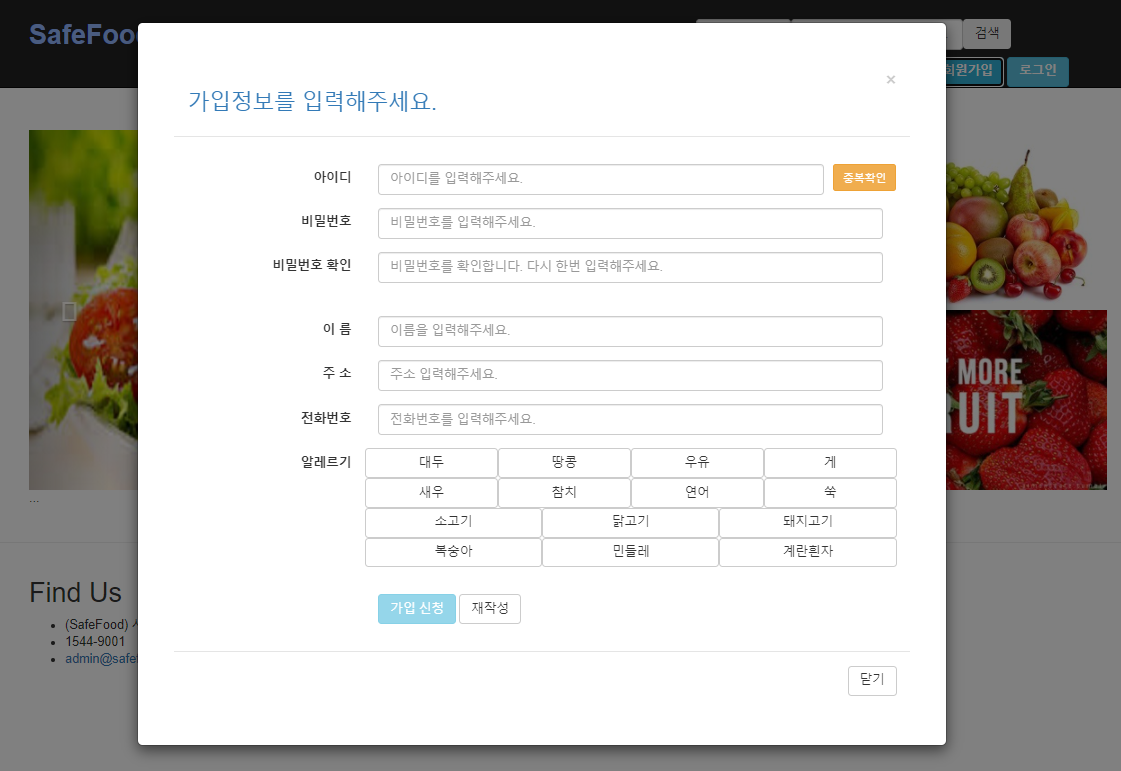 SafeFoo
검색
회원가입
로그인
×
가입정보를 입력해주세요.
아이디 아이디를 입력해주세요. 중복확인
비밀번호 비밀번호를 입력해주세요.
비밀번호 확인 비밀번호를 확인합니다. 다시 한번 입력해주세요.
이 름 이름을 입력해주세요.
주 소 주소 입력해주세요.
전화번호 전화번호를 입력해주세요.
알레르기 대두 땅콩 우유 게
새우 참치 연어 쑥
소고기 닭고기 돼지고기
복숭아 민들레 계란흰자
가입 신청 재작성
닫기
MORE
UIT
...
Find Us
(SafeFood)
1544-9001
admin@safe